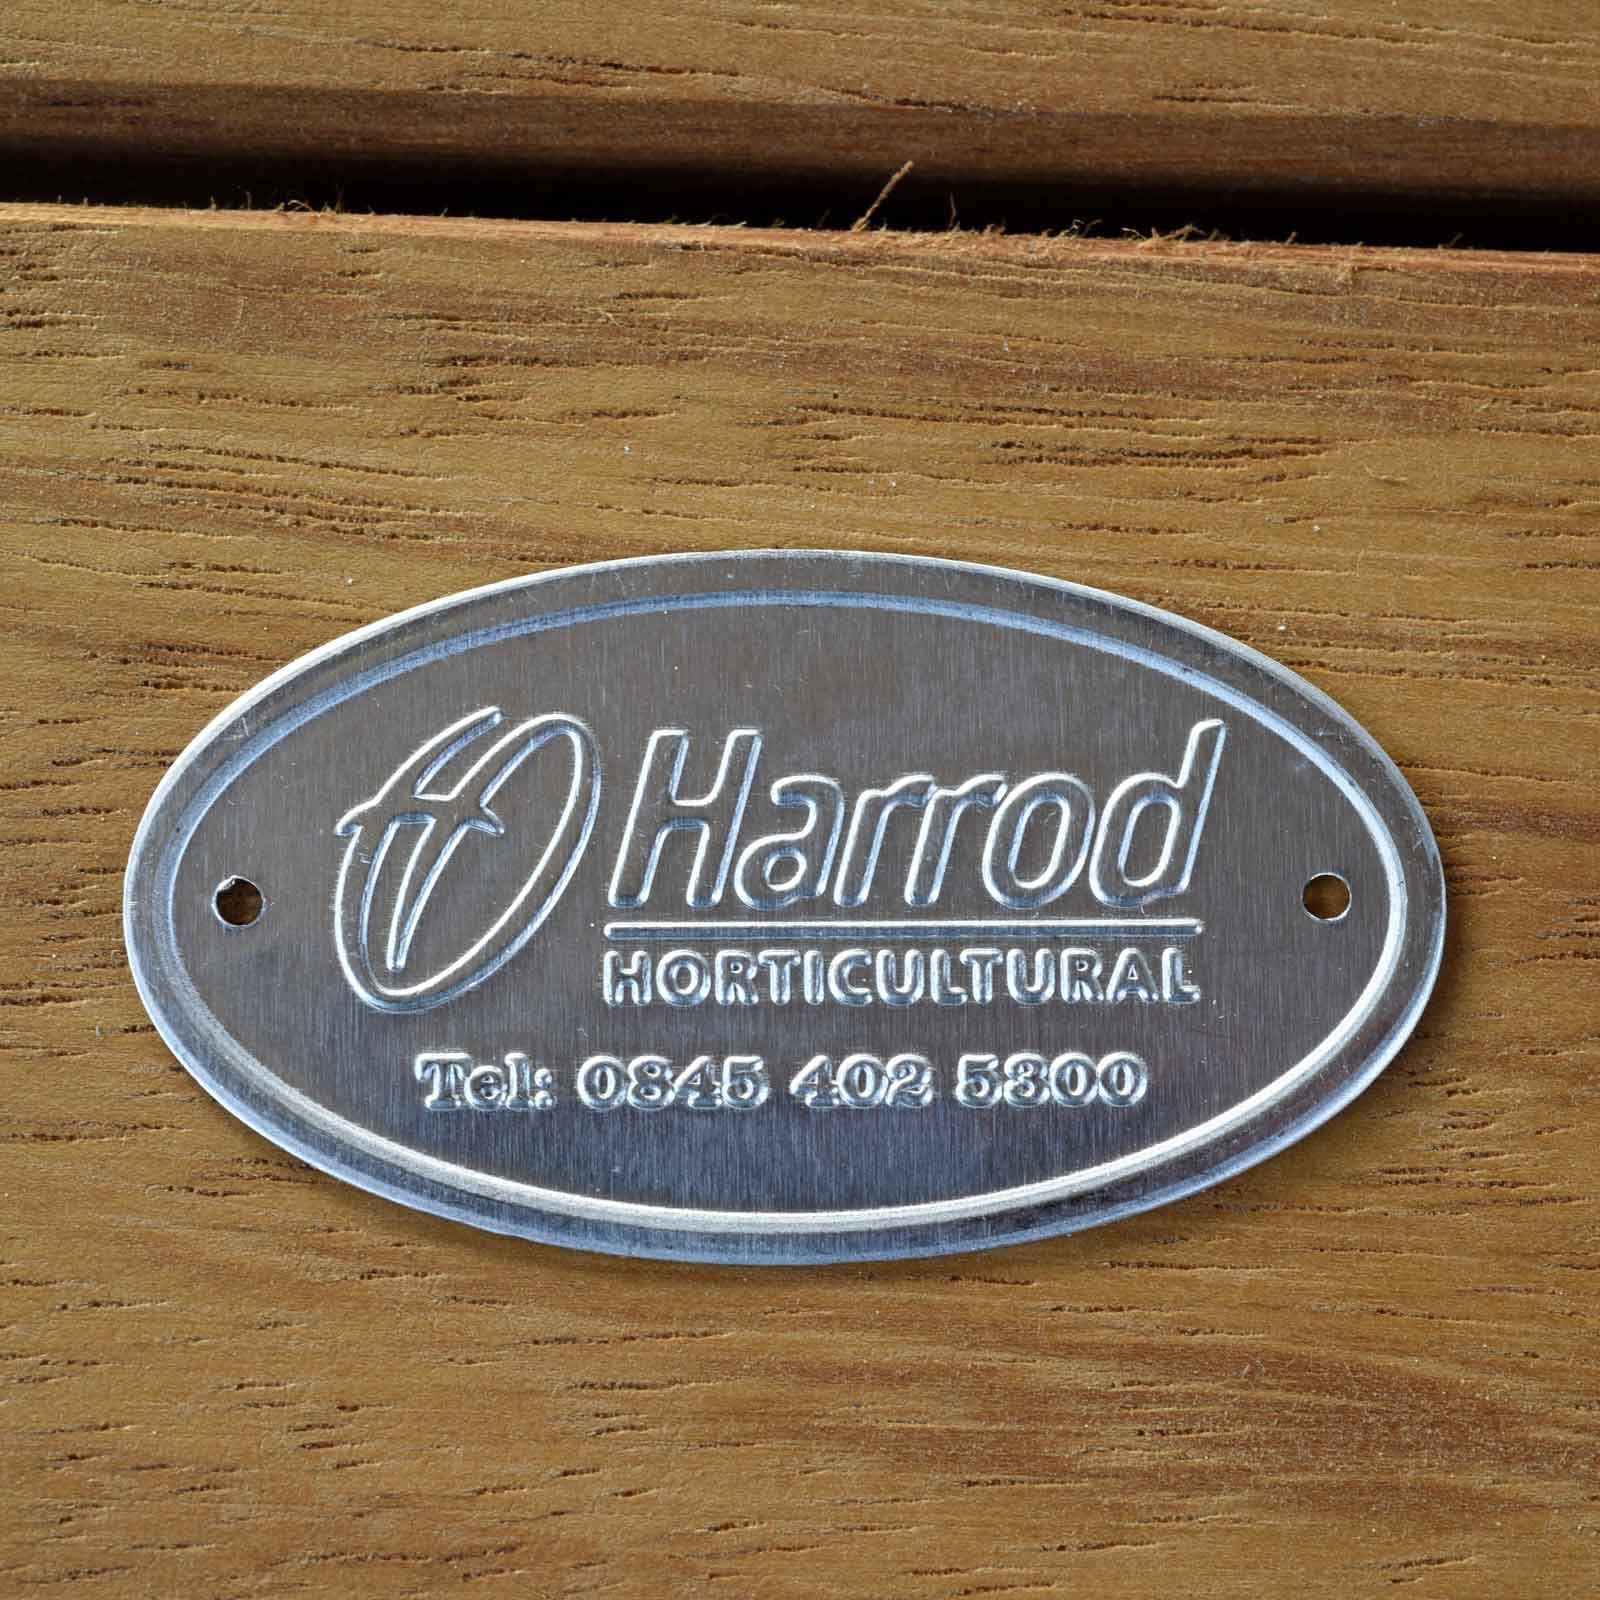 Harrod
HORTICULTURAL
Tel: 0845 402 5300